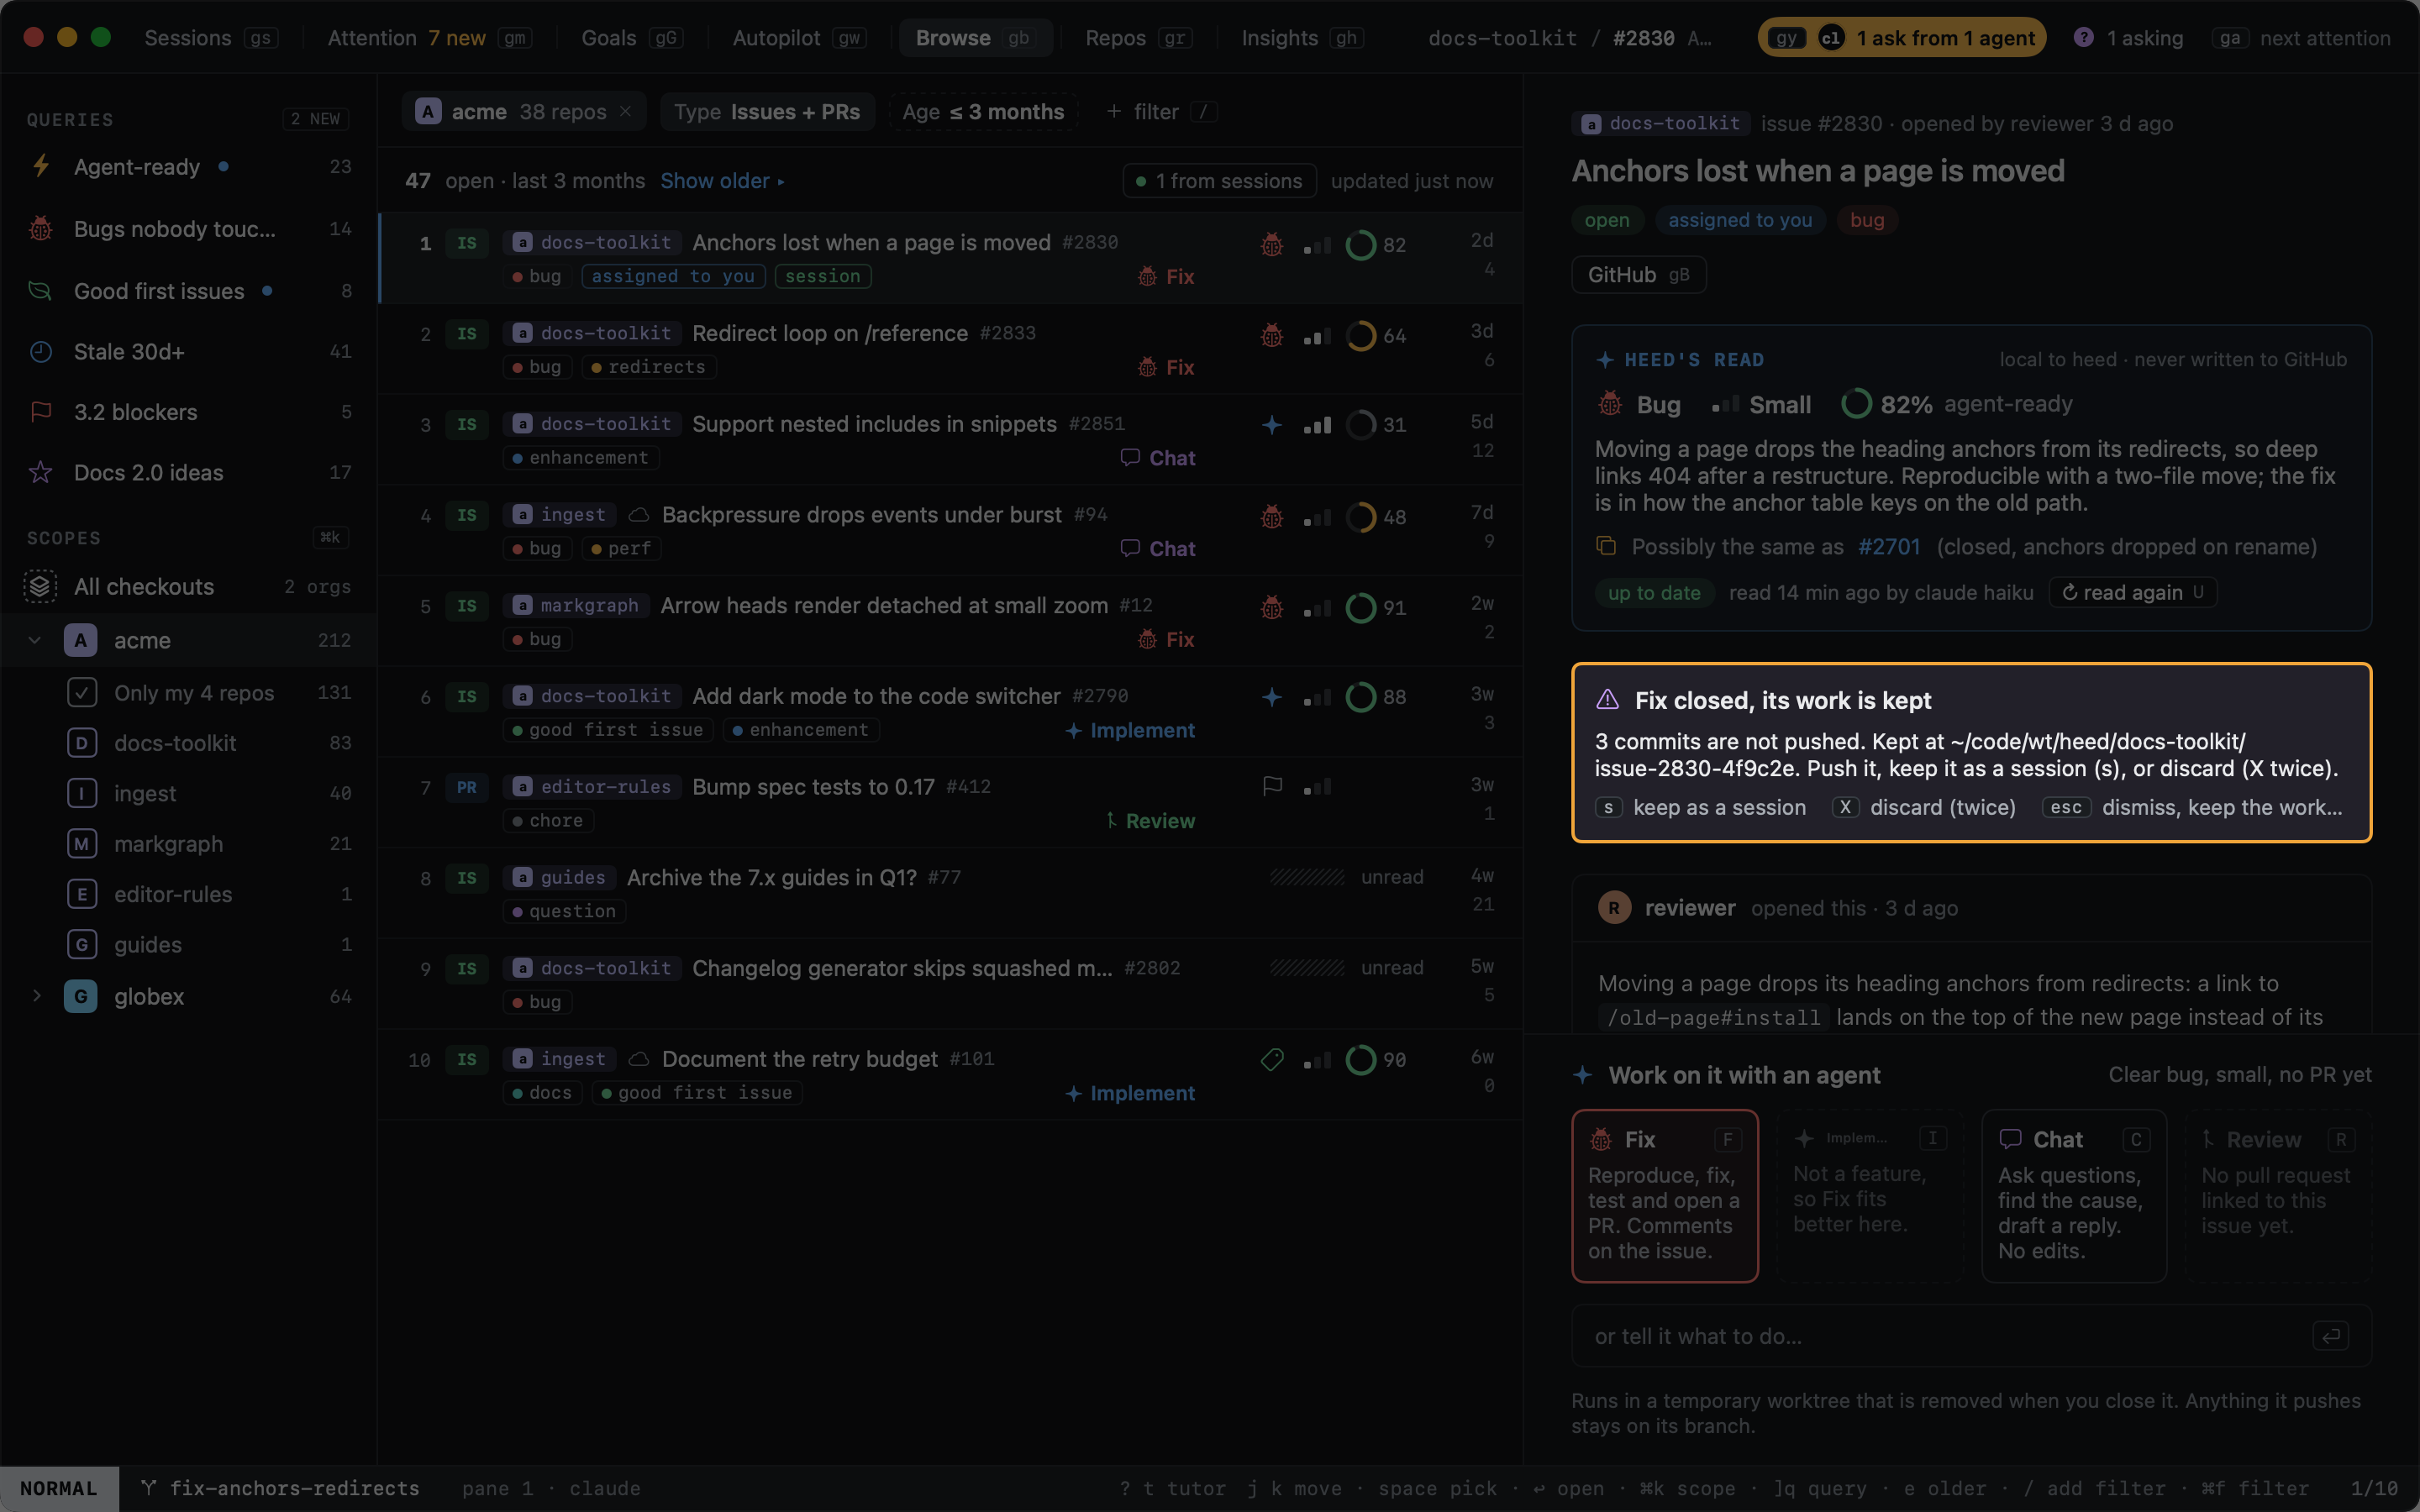 Sessions gs Attention 7 new gm Goals gG Autopilot gw Browse gb Repos gr Insights gh docs-toolkit / #2830 A… gy cl 1 ask from 1 agent ? 1 asking ga next attention
QUERIES 2 NEW
Agent-ready 23
Bugs nobody touc… 14
Good first issues 8
Stale 30d+ 41
3.2 blockers 5
Docs 2.0 ideas 17
SCOPES ⌘k
All checkouts 2 orgs
A acme 212
Only my 4 repos 131
D docs-toolkit 83
I ingest 40
M markgraph 21
E editor-rules 1
G guides 1
G globex 64
A acme 38 repos × Type Issues + PRs Age ≤ 3 months + filter /
47 open · last 3 months Show older ▸ 1 from sessions updated just now
1 IS a docs-toolkit Anchors lost when a page is moved #2830 82 2d
bug assigned to you session Fix 4
2 IS a docs-toolkit Redirect loop on /reference #2833 64 3d
bug redirects Fix 6
3 IS a docs-toolkit Support nested includes in snippets #2851 31 5d
enhancement Chat 12
4 IS a ingest Backpressure drops events under burst #94 48 7d
bug perf Chat 9
5 IS a markgraph Arrow heads render detached at small zoom #12 91 2w
bug Fix 2
6 IS a docs-toolkit Add dark mode to the code switcher #2790 88 3w
good first issue enhancement Implement 3
7 PR a editor-rules Bump spec tests to 0.17 #412 3w
chore Review 1
8 IS a guides Archive the 7.x guides in Q1? #77 unread 4w
question 21
9 IS a docs-toolkit Changelog generator skips squashed m… #2802 unread 5w
bug 5
10 IS a ingest Document the retry budget #101 90 6w
docs good first issue Implement 0
a docs-toolkit issue #2830 · opened by reviewer 3 d ago
Anchors lost when a page is moved
open assigned to you bug
GitHub gB
HEED'S READ local to heed · never written to GitHub
Bug Small 82% agent-ready
Moving a page drops the heading anchors from its redirects, so deep
links 404 after a restructure. Reproducible with a two-file move; the fix
is in how the anchor table keys on the old path.
Possibly the same as #2701 (closed, anchors dropped on rename)
up to date read 14 min ago by claude haiku read again U
Fix closed, its work is kept
3 commits are not pushed. Kept at ~/code/wt/heed/docs-toolkit/
issue-2830-4f9c2e. Push it, keep it as a session (s), or discard (X twice).
s keep as a session X discard (twice) esc dismiss, keep the work…
R reviewer opened this · 3 d ago
Moving a page drops its heading anchors from redirects: a link to
/old-page#install lands on the top of the new page instead of its
Work on it with an agent Clear bug, small, no PR yet
Fix F
Reproduce, fix,
test and open a
PR. Comments
on the issue.
Implem… I
Not a feature,
so Fix fits
better here.
Chat C
Ask questions,
find the cause,
draft a reply.
No edits.
Review R
No pull request
linked to this
issue yet.
or tell it what to do…
Runs in a temporary worktree that is removed when you close it. Anything it pushes
stays on its branch.
NORMAL fix-anchors-redirects pane 1 · claude ? t tutor j k move · space pick · ↩ open · ⌘k scope · ]q query · e older · / add filter · ⌘f filter 1/10